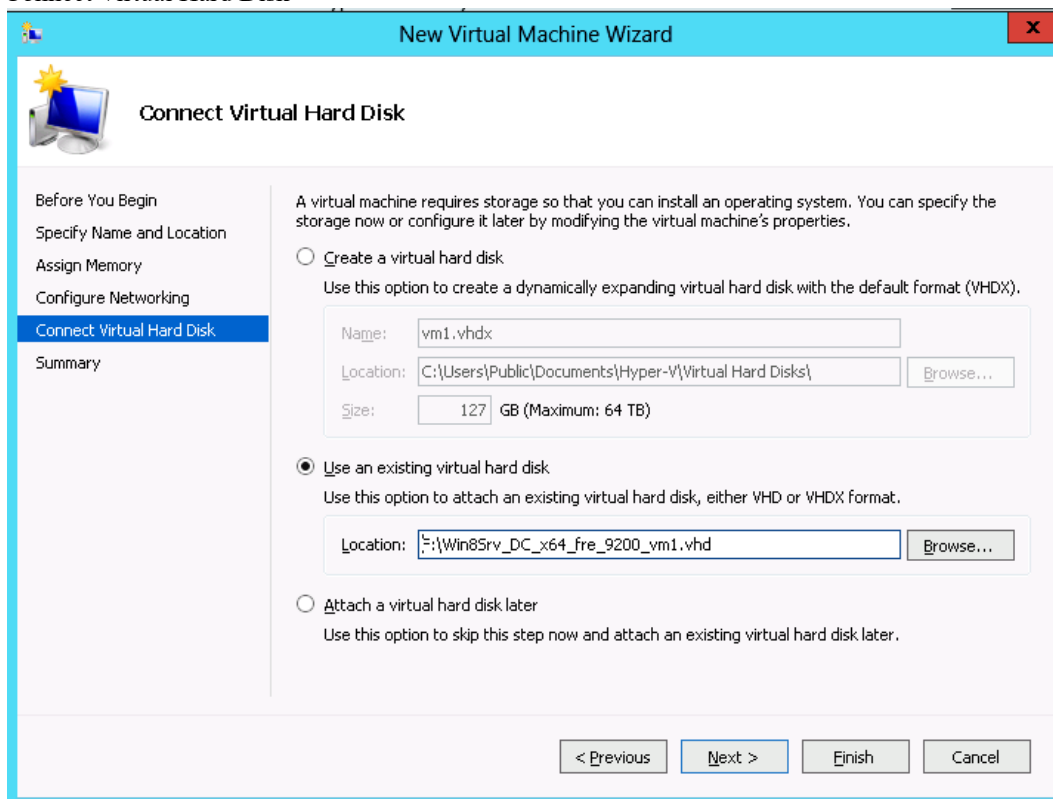 New Virtual Machine Wizard
x
Connect Virtual Hard Disk
Before You Begin
Specify Name and Location
Assign Memory
Configure Networking
Connect Virtual Hard Disk
Summary
A virtual machine requires storage so that you can install an operating system. You can specify the
storage now or configure it later by modifying the virtual machine's properties.
Create a virtual hard disk
Use this option to create a dynamically expanding virtual hard disk with the default format (VHDX).
Name: vm1.vhdx
Location: C:\Users\Public\Documents\Hyper-V\Virtual Hard Disks\ Browse...
Size: 127 GB (Maximum: 64 TB)
Use an existing virtual hard disk
Use this option to attach an existing virtual hard disk, either VHD or VHDX format.
Location: F:\Win8Srv_DC_x64_fre_9200_vm1.vhd Browse...
Attach a virtual hard disk later
Use this option to skip this step now and attach an existing virtual hard disk later.
< Previous Next > Finish Cancel